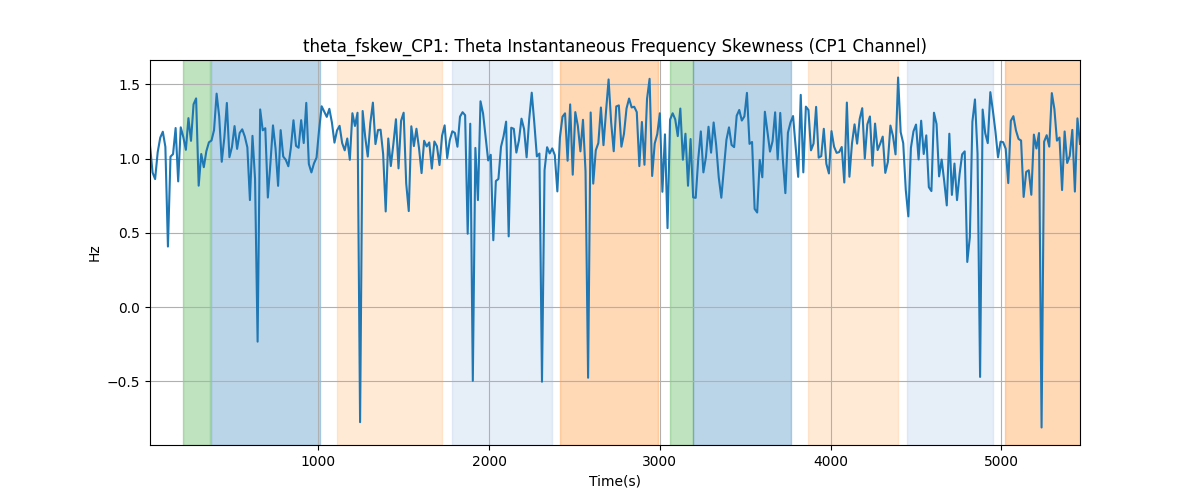 theta_fskew_CP1: Theta Instantaneous Frequency Skewness (CP1 Channel)
1.5
1.0
0.5
0.0
−0.5
Hz
1000 2000 3000 4000 5000
Time(s)